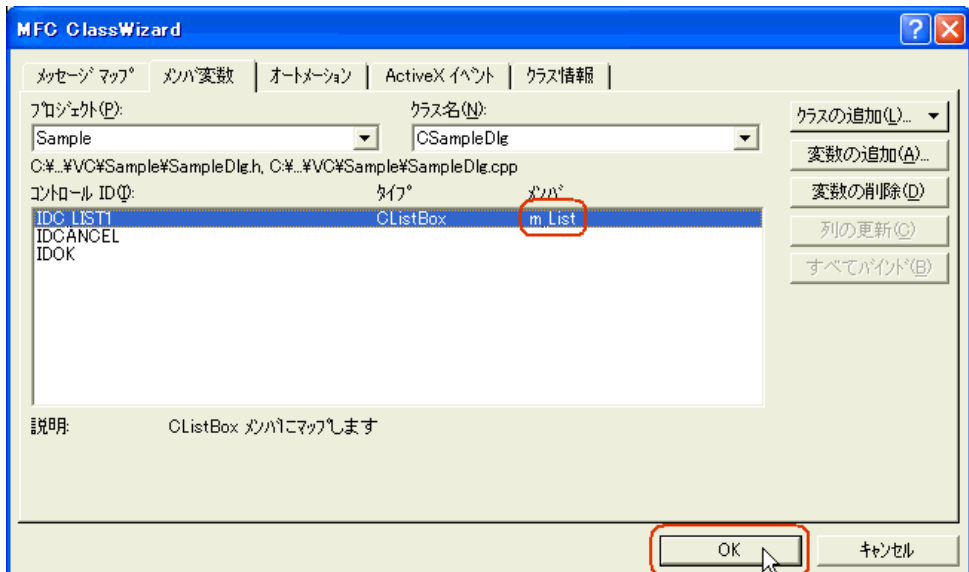 MFC ClassWizard
メッセージ マップ メンバ変数 オートメーション ActiveX イベント クラス情報
プロジェクト(P): クラス名(N):
Sample CSampleDlg
クラスの追加(L)...
C:¥...¥VC¥Sample¥SampleDlg.h, C:¥...¥VC¥Sample¥SampleDlg.cpp
変数の追加(A)...
コントロール ID(I): タイプ メンバ
変数の削除(D)
IDC_LIST1 CListBox m_List
IDCANCEL
列の更新(C)
IDOK
すべてバインド(B)
説明: CListBox メンバにマップします
OK キャンセル